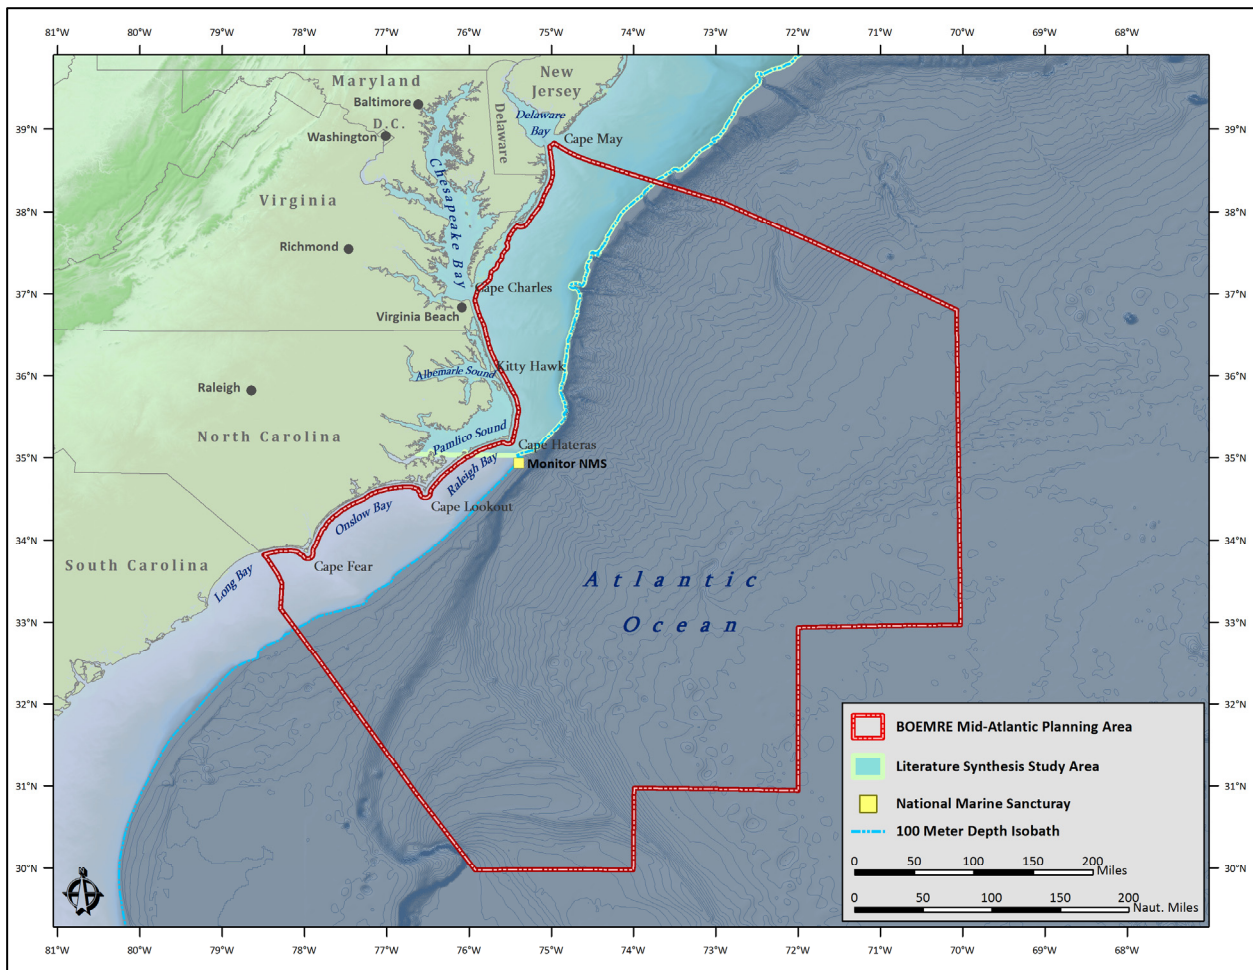 81°W 80°W 79°W 78°W 77°W 76°W 75°W 74°W 73°W 72°W 71°W 70°W 69°W 68°W
New
Jersey
Maryland
Baltimore
D.C.
Washington
Delaware
Delaware
Bay
Cape May
Chesapeake Bay
Virginia
Richmond
Cape Charles
Virginia Beach
Kitty Hawk
Albemarle Sound
Raleigh
North Carolina
Pamlico Sound
Cape Hateras
Monitor NMS
Raleigh Bay
Cape Lookout
Onslow Bay
Cape Fear
South Carolina
Long Bay
Atlantic
Ocean
39°N
38°N
37°N
36°N
35°N
34°N
33°N
32°N
31°N
30°N
39°N
38°N
37°N
36°N
35°N
34°N
33°N
32°N
31°N
30°N
BOEMRE Mid-Atlantic Planning Area
Literature Synthesis Study Area
National Marine Sancturay
100 Meter Depth Isobath
0 50 100 150 200
Miles
0 50 100 150 200
Naut. Miles
81°W 80°W 79°W 78°W 77°W 76°W 75°W 74°W 73°W 72°W 71°W 70°W 69°W 68°W